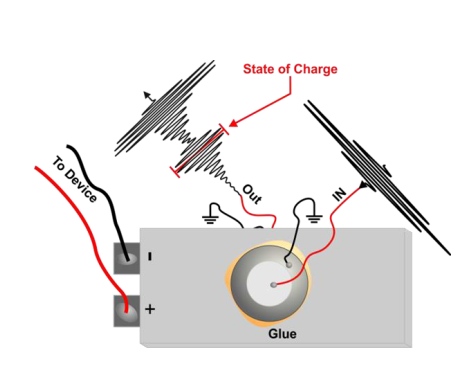 State of Charge
To Device
Out
IN
-
+
Glue